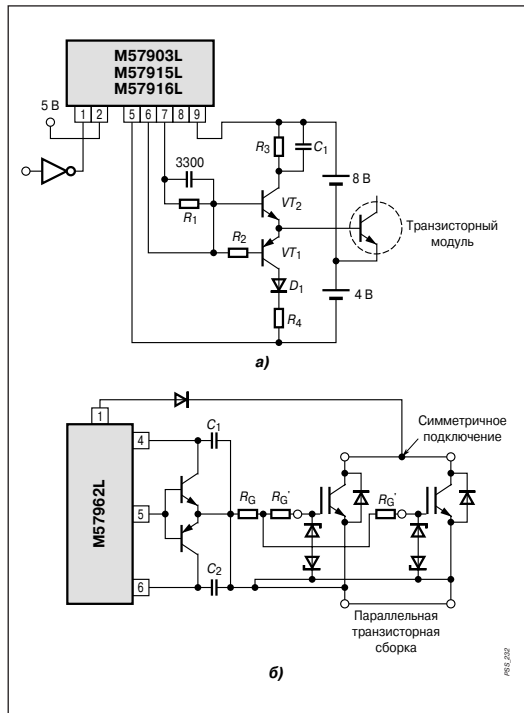 M57903L
M57915L
M57916L
5 В
1 2 5 6 7 8 9
R3
C1
3300
8 В
VT2
R1
Транзисторный
модуль
R2
VT1
D1
4 В
R4
а)
1
Симметричное
подключение
4
C1
M57962L
5
RG
RG'
RG'
C2
6
Параллельная
транзисторная
сборка
б)
PSS_232